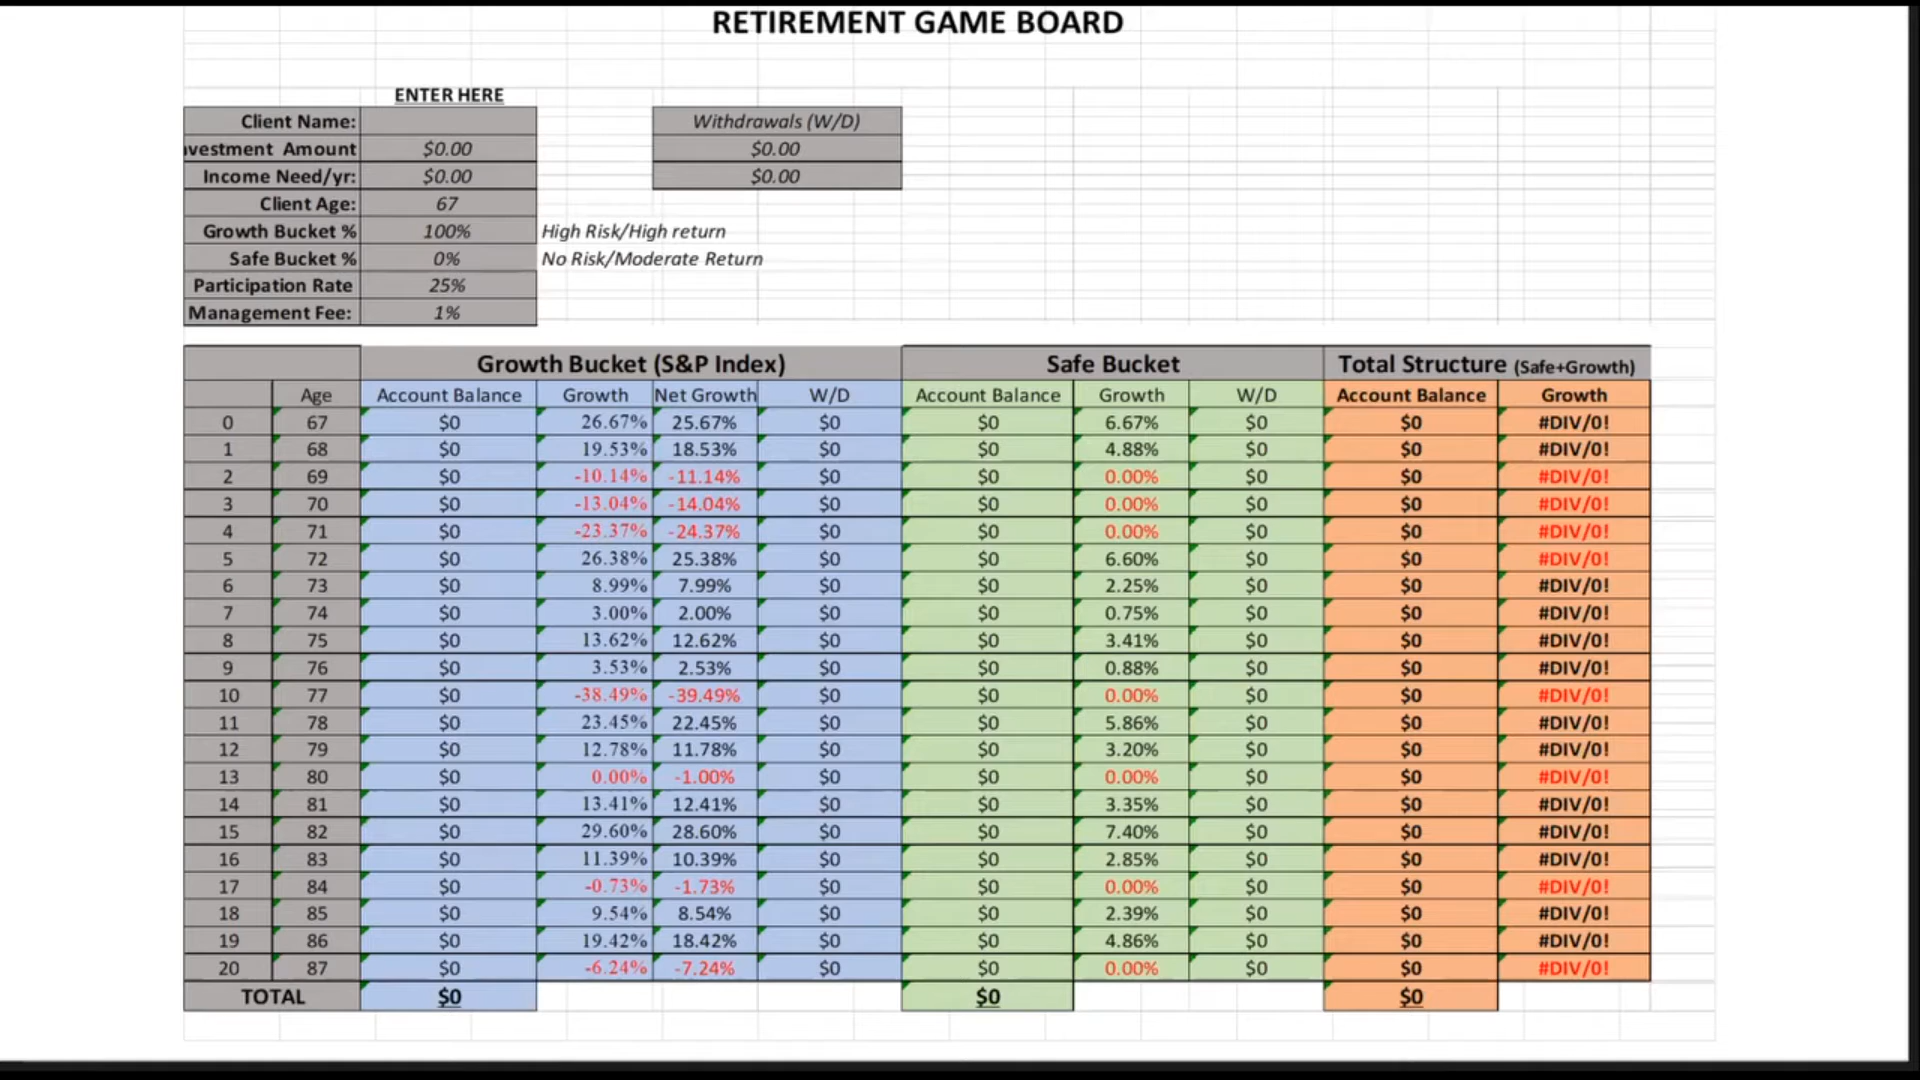 RETIREMENT GAME BOARD
ENTER HERE
Client Name:
Withdrawals (W/D)
vestment Amount $0.00 $0.00
Income Need/yr: $0.00 $0.00
Client Age: 67
Growth Bucket % 100% High Risk/High return
Safe Bucket % 0% No Risk/Moderate Return
Participation Rate 25%
Management Fee: 1%
Growth Bucket (S&P Index) Safe Bucket Total Structure (Safe+Growth)
Age Account Balance Growth Net Growth W/D Account Balance Growth W/D Account Balance Growth
0 67 $0 26.67% 25.67% $0 $0 6.67% $0 $0 #DIV/0!
1 68 $0 19.53% 18.53% $0 $0 4.88% $0 $0 #DIV/0!
2 69 $0 -10.14% -11.14% $0 $0 0.00% $0 $0 #DIV/0!
3 70 $0 -13.04% -14.04% $0 $0 0.00% $0 $0 #DIV/0!
4 71 $0 -23.37% -24.37% $0 $0 0.00% $0 $0 #DIV/0!
5 72 $0 26.38% 25.38% $0 $0 6.60% $0 $0 #DIV/0!
6 73 $0 8.99% 7.99% $0 $0 2.25% $0 $0 #DIV/0!
7 74 $0 3.00% 2.00% $0 $0 0.75% $0 $0 #DIV/0!
8 75 $0 13.62% 12.62% $0 $0 3.41% $0 $0 #DIV/0!
9 76 $0 3.53% 2.53% $0 $0 0.88% $0 $0 #DIV/0!
10 77 $0 -38.49% -39.49% $0 $0 0.00% $0 $0 #DIV/0!
11 78 $0 23.45% 22.45% $0 $0 5.86% $0 $0 #DIV/0!
12 79 $0 12.78% 11.78% $0 $0 3.20% $0 $0 #DIV/0!
13 80 $0 0.00% -1.00% $0 $0 0.00% $0 $0 #DIV/0!
14 81 $0 13.41% 12.41% $0 $0 3.35% $0 $0 #DIV/0!
15 82 $0 29.60% 28.60% $0 $0 7.40% $0 $0 #DIV/0!
16 83 $0 11.39% 10.39% $0 $0 2.85% $0 $0 #DIV/0!
17 84 $0 -0.73% -1.73% $0 $0 0.00% $0 $0 #DIV/0!
18 85 $0 9.54% 8.54% $0 $0 2.39% $0 $0 #DIV/0!
19 86 $0 19.42% 18.42% $0 $0 4.86% $0 $0 #DIV/0!
20 87 $0 -6.24% -7.24% $0 $0 0.00% $0 $0 #DIV/0!
TOTAL $0 $0 $0